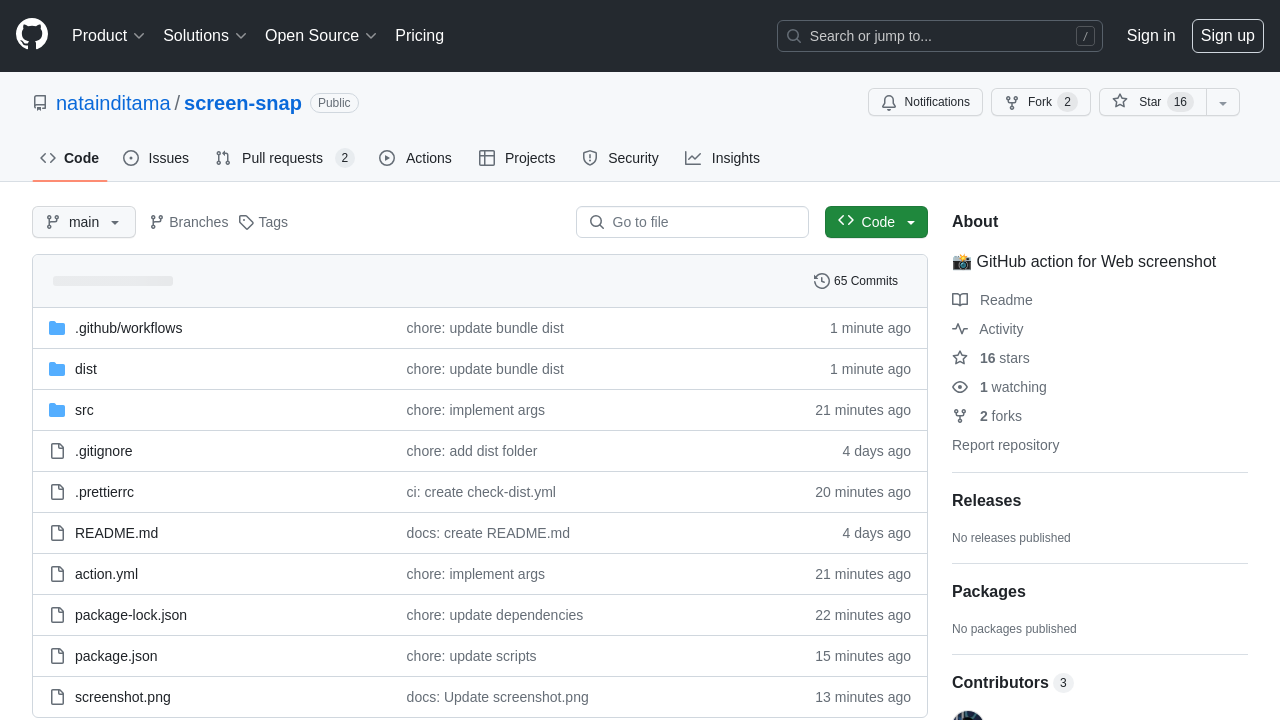 Product Solutions Open Source Pricing Search or jump to... / Sign in Sign up
natainditama / screen-snap Public Notifications Fork 2 Star 16
Code Issues Pull requests 2 Actions Projects Security Insights
main Branches Tags Go to file Code
65 Commits
.github/workflows chore: update bundle dist 1 minute ago
dist chore: update bundle dist 1 minute ago
src chore: implement args 21 minutes ago
.gitignore chore: add dist folder 4 days ago
.prettierrc ci: create check-dist.yml 20 minutes ago
README.md docs: create README.md 4 days ago
action.yml chore: implement args 21 minutes ago
package-lock.json chore: update dependencies 22 minutes ago
package.json chore: update scripts 15 minutes ago
screenshot.png docs: Update screenshot.png 13 minutes ago
About
📸 GitHub action for Web screenshot
Readme
Activity
16 stars
1 watching
2 forks
Report repository
Releases
No releases published
Packages
No packages published
Contributors 3